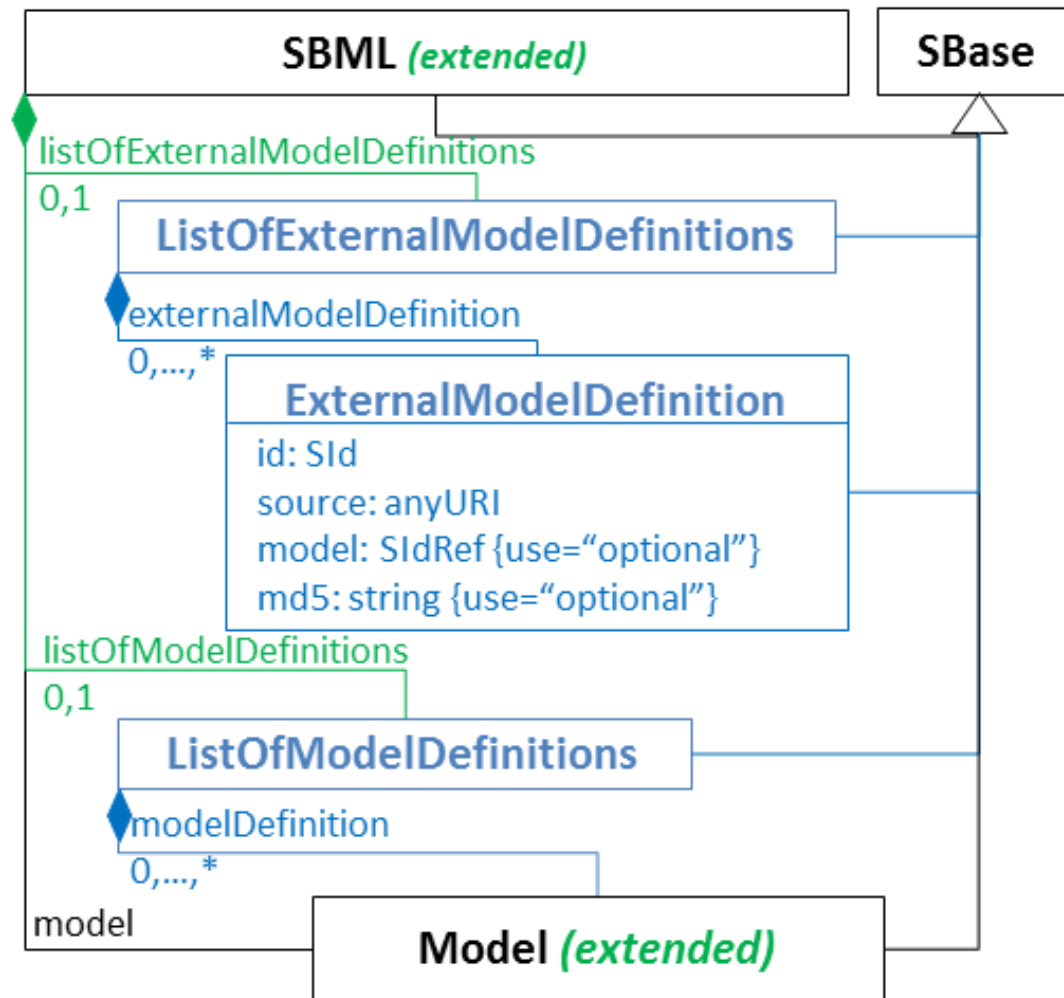 SBML (extended)
SBase
listOfExternalModelDefinitions
0,1
ListOfExternalModelDefinitions
externalModelDefinition
0,...,*
ExternalModelDefinition
id: SId
source: anyURI
model: SIdRef {use=“optional”}
md5: string {use=“optional”}
listOfModelDefinitions
0,1
ListOfModelDefinitions
modelDefinition
0,...,*
model
Model (extended)